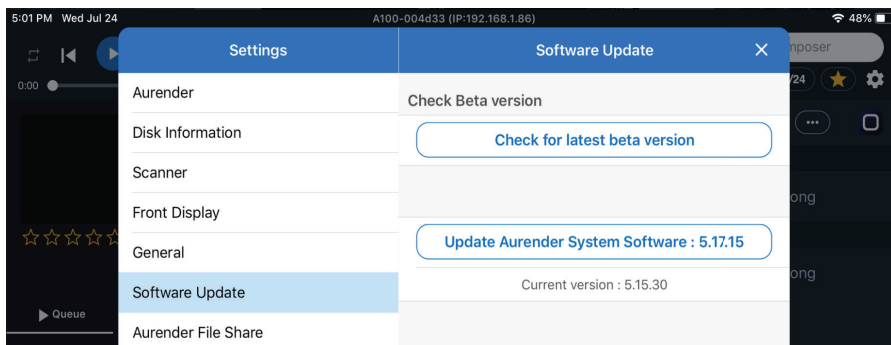 5:01 PM Wed Jul 24
A100-004d33 (IP:192.168.1.86)
48%
Settings
Software Update
mposer
0:00
/24
Aurender
Check Beta version
Disk Information
Check for latest beta version
Scanner
Front Display
ong
General
Update Aurender System Software : 5.17.15
Software Update
Current version : 5.15.30
ong
Queue
Aurender File Share